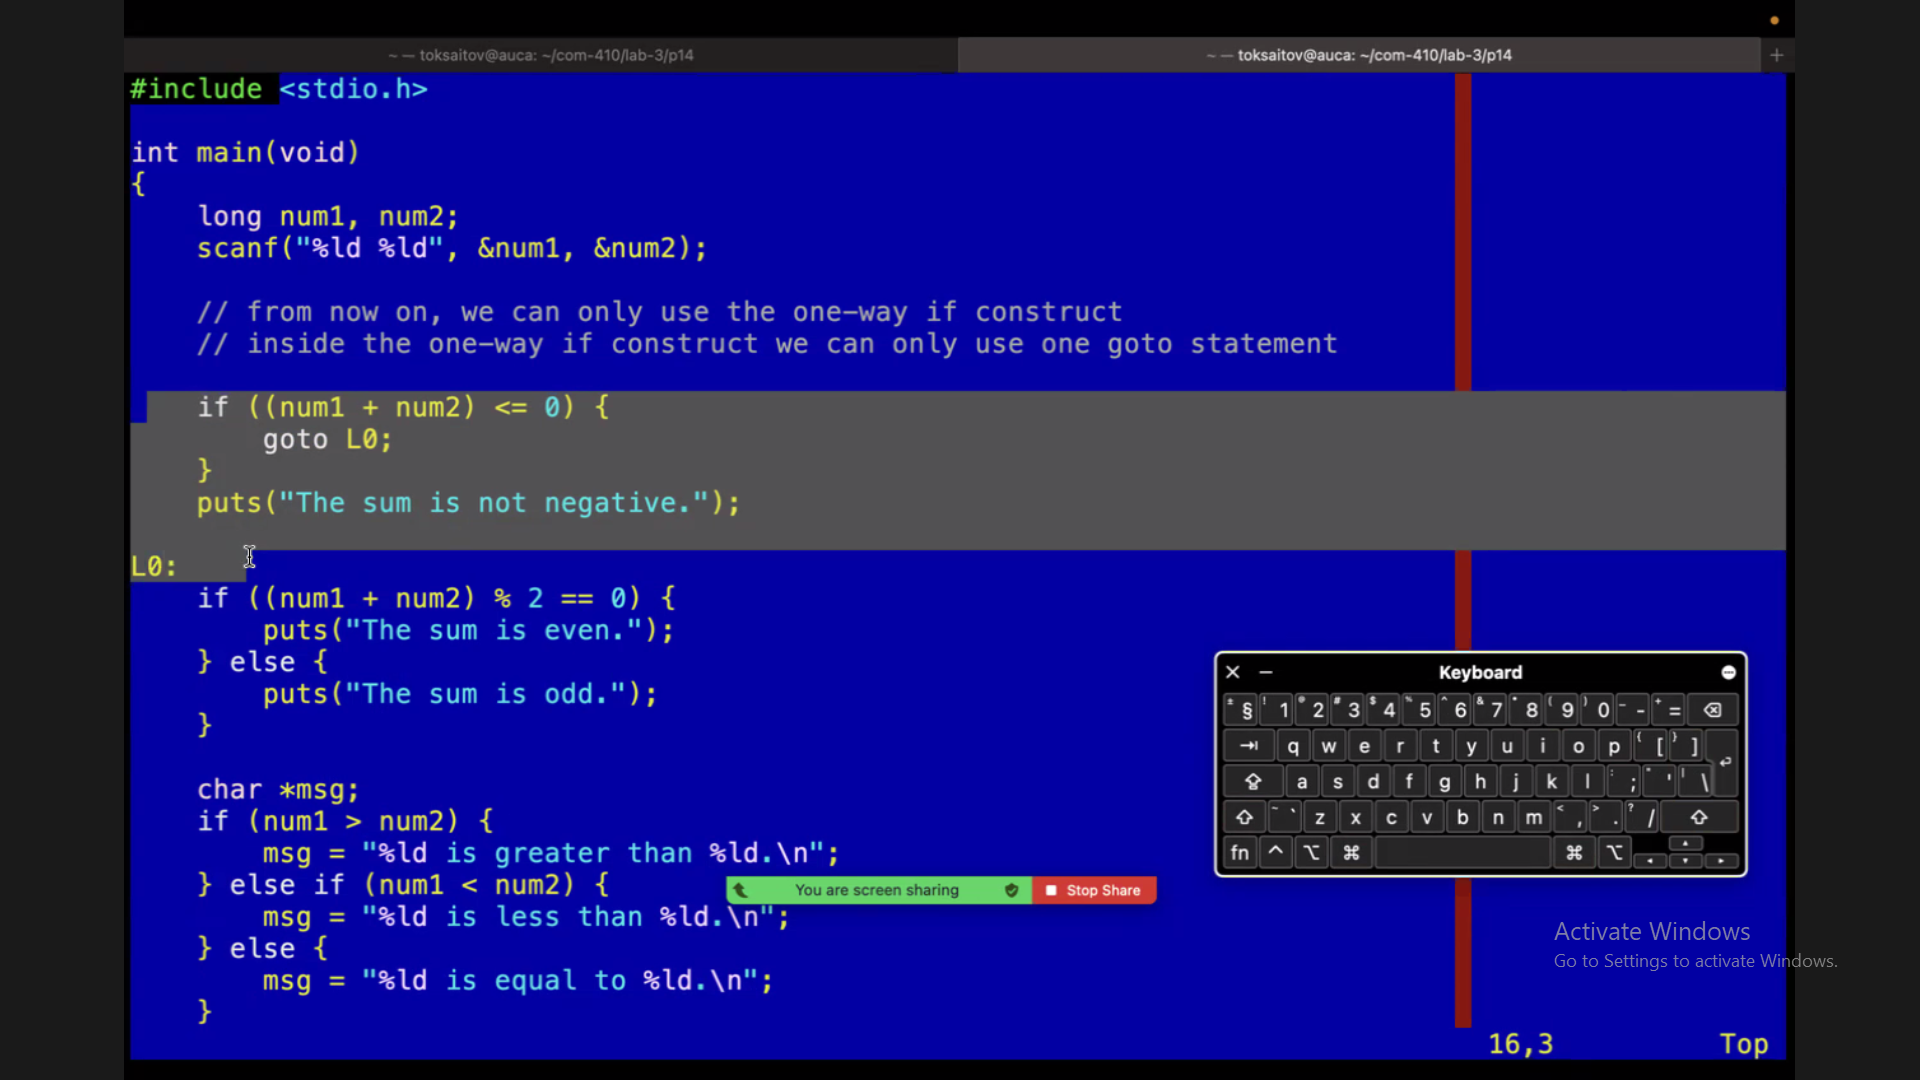 ~ — toksaitov@auca: ~/com-410/lab-3/p14
~ — toksaitov@auca: ~/com-410/lab-3/p14
+
#include <stdio.h>
int main(void)
{
    long num1, num2;
    scanf("%ld %ld", &num1, &num2);
    // from now on, we can only use the one-way if construct
    // inside the one-way if construct we can only use one goto statement
    if ((num1 + num2) <= 0) {
        goto L0;
    }
    puts("The sum is not negative.");
L0:
    if ((num1 + num2) % 2 == 0) {
        puts("The sum is even.");
    } else {
        puts("The sum is odd.");
    }
    char *msg;
    if (num1 > num2) {
        msg = "%ld is greater than %ld.\n";
    } else if (num1 < num2) {
        msg = "%ld is less than %ld.\n";
    } else {
        msg = "%ld is equal to %ld.\n";
    }
16,3 Top
You are screen sharing Stop Share
Keyboard
± § ! 1 @ 2 # 3 $ 4 % 5 ^ 6 & 7 * 8 ( 9 ) 0 _ - + =
q w e r t y u i o p { [ } ]
a s d f g h j k l : ; " ' | \
~ ` z x c v b n m < , > . ? /
fn ^ ⌥ ⌘ ⌘ ⌥
Activate Windows
Go to Settings to activate Windows.